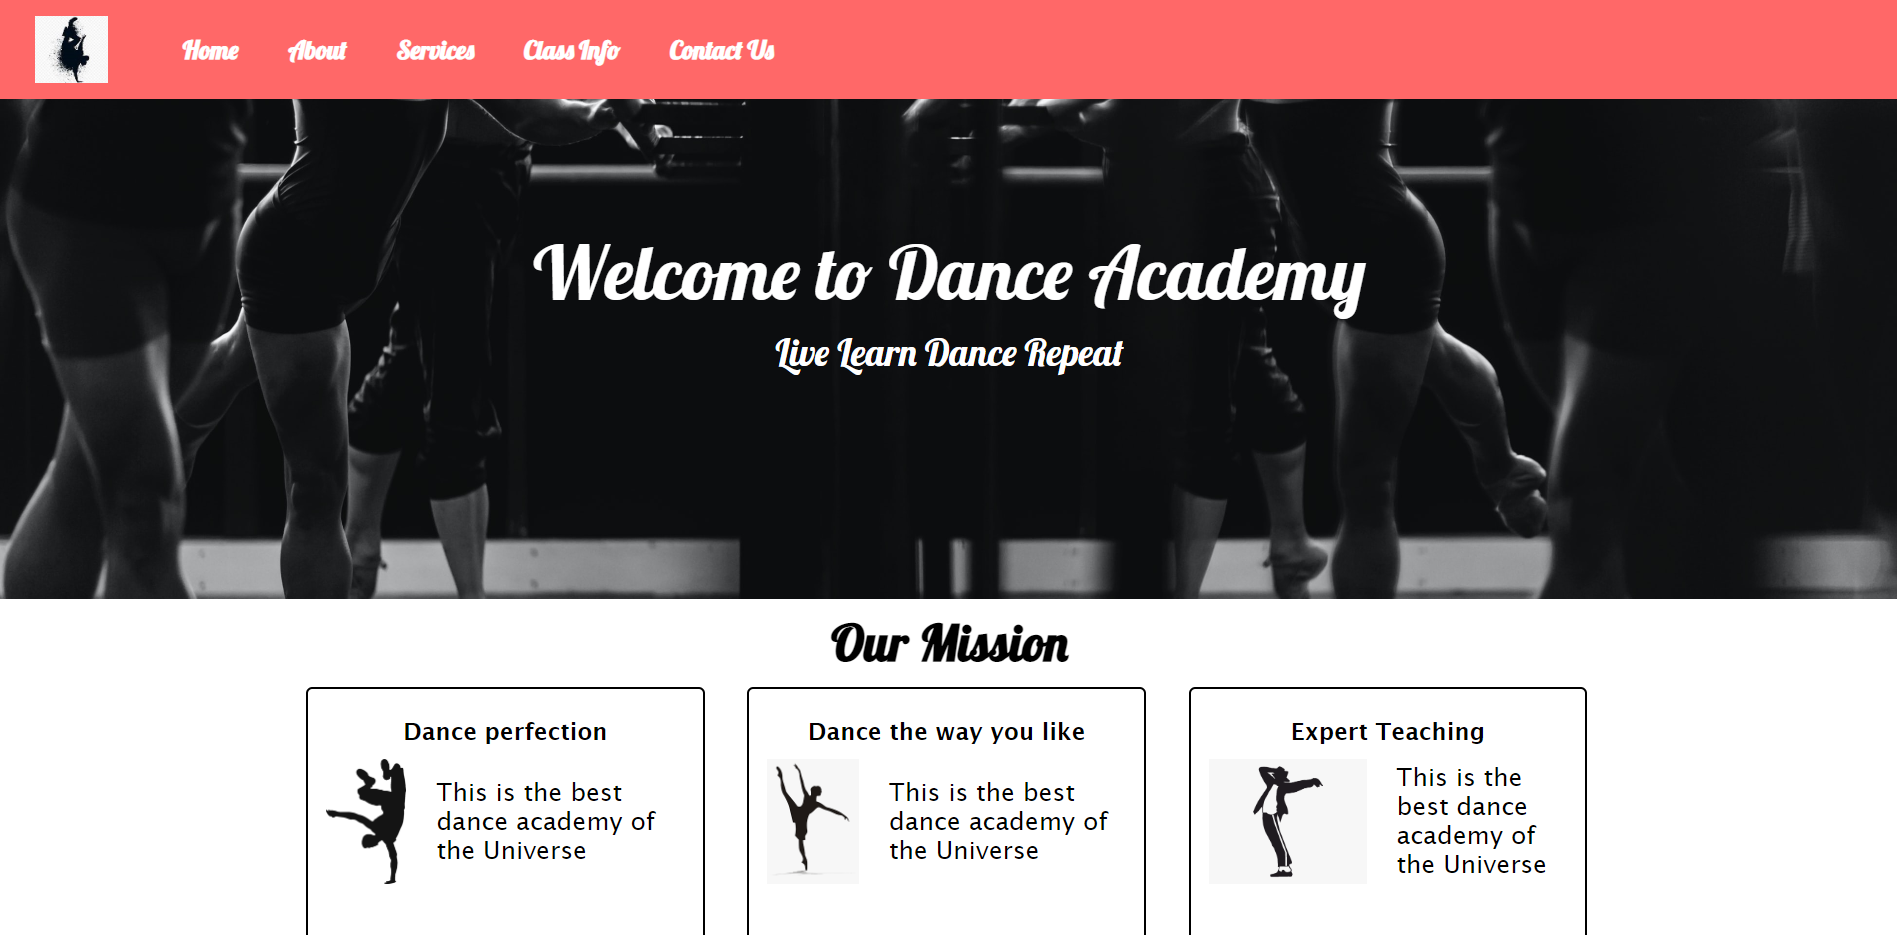 Home About Services Class Info Contact Us
Welcome to Dance Academy
Live Learn Dance Repeat
Our Mission
Dance perfection
This is the best
dance academy of
the Universe
Dance the way you like
This is the best
dance academy of
the Universe
Expert Teaching
This is the
best dance
academy of
the Universe